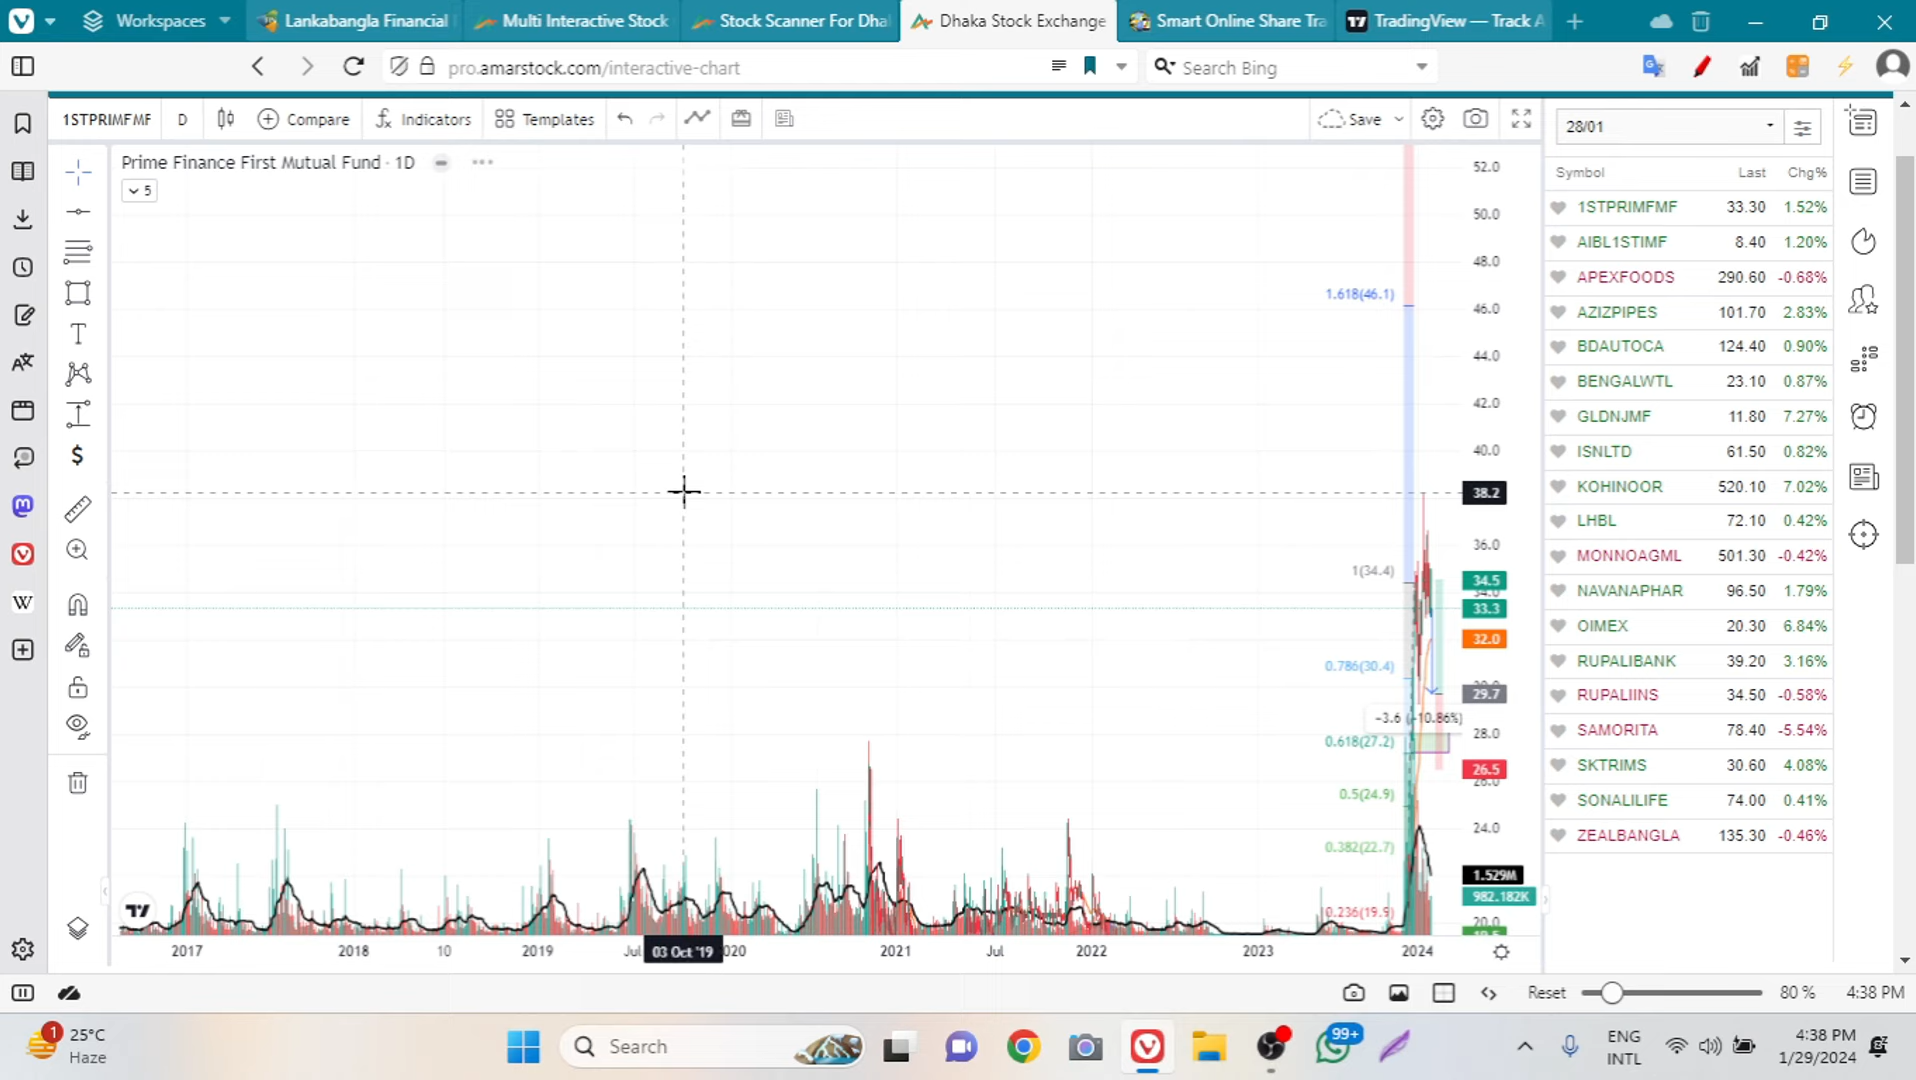 Workspaces
Lankabangla Financial
Multi Interactive Stock
Stock Scanner For Dha
Dhaka Stock Exchange
Smart Online Share Tra
TradingView — Track A
pro.amarstock.com/interactive-chart
Search Bing
1STPRIMFMF D Compare Indicators Templates Save
28/01
Prime Finance First Mutual Fund · 1D
5
Symbol Last Chg%
1STPRIMFMF 33.30 1.52%
AIBL1STIMF 8.40 1.20%
APEXFOODS 290.60 -0.68%
AZIZPIPES 101.70 2.83%
BDAUTOCA 124.40 0.90%
BENGALWTL 23.10 0.87%
GLDNJMF 11.80 7.27%
ISNLTD 61.50 0.82%
KOHINOOR 520.10 7.02%
LHBL 72.10 0.42%
MONNOAGML 501.30 -0.42%
NAVANAPHAR 96.50 1.79%
OIMEX 20.30 6.84%
RUPALIBANK 39.20 3.16%
RUPALIINS 34.50 -0.58%
SAMORITA 78.40 -5.54%
SKTRIMS 30.60 4.08%
SONALILIFE 74.00 0.41%
ZEALBANGLA 135.30 -0.46%
52.0
50.0
48.0
1.618(46.1)
46.0
44.0
42.0
40.0
38.2
36.0
1(34.4)
34.5
34.0
33.3
32.0
0.786(30.4)
29.7
−3.6 (−10.86%)
0.618(27.2)
28.0
26.5
26.0
0.5(24.9)
24.0
0.382(22.7)
1.529M
982.182K
0.236(19.9)
20.0
2017 2018 10 2019 Jul 03 Oct '19 2020 2021 Jul 2022 2023 2024
Reset 80 % 4:38 PM
1
25°C
Haze
Search
99+
ENG
INTL
4:38 PM
1/29/2024